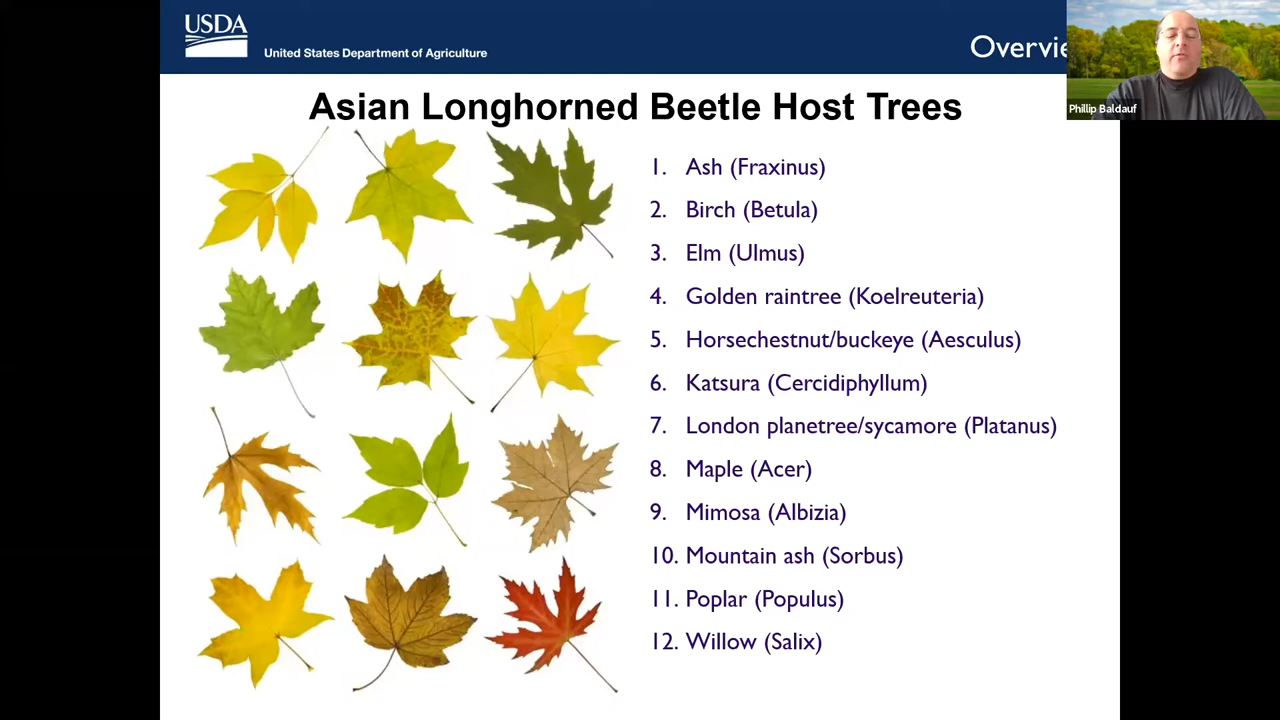 USDA
United States Department of Agriculture
Overvie
Phillip Baldauf
Asian Longhorned Beetle Host Trees
1. Ash (Fraxinus)
2. Birch (Betula)
3. Elm (Ulmus)
4. Golden raintree (Koelreuteria)
5. Horsechestnut/buckeye (Aesculus)
6. Katsura (Cercidiphyllum)
7. London planetree/sycamore (Platanus)
8. Maple (Acer)
9. Mimosa (Albizia)
10. Mountain ash (Sorbus)
11. Poplar (Populus)
12. Willow (Salix)